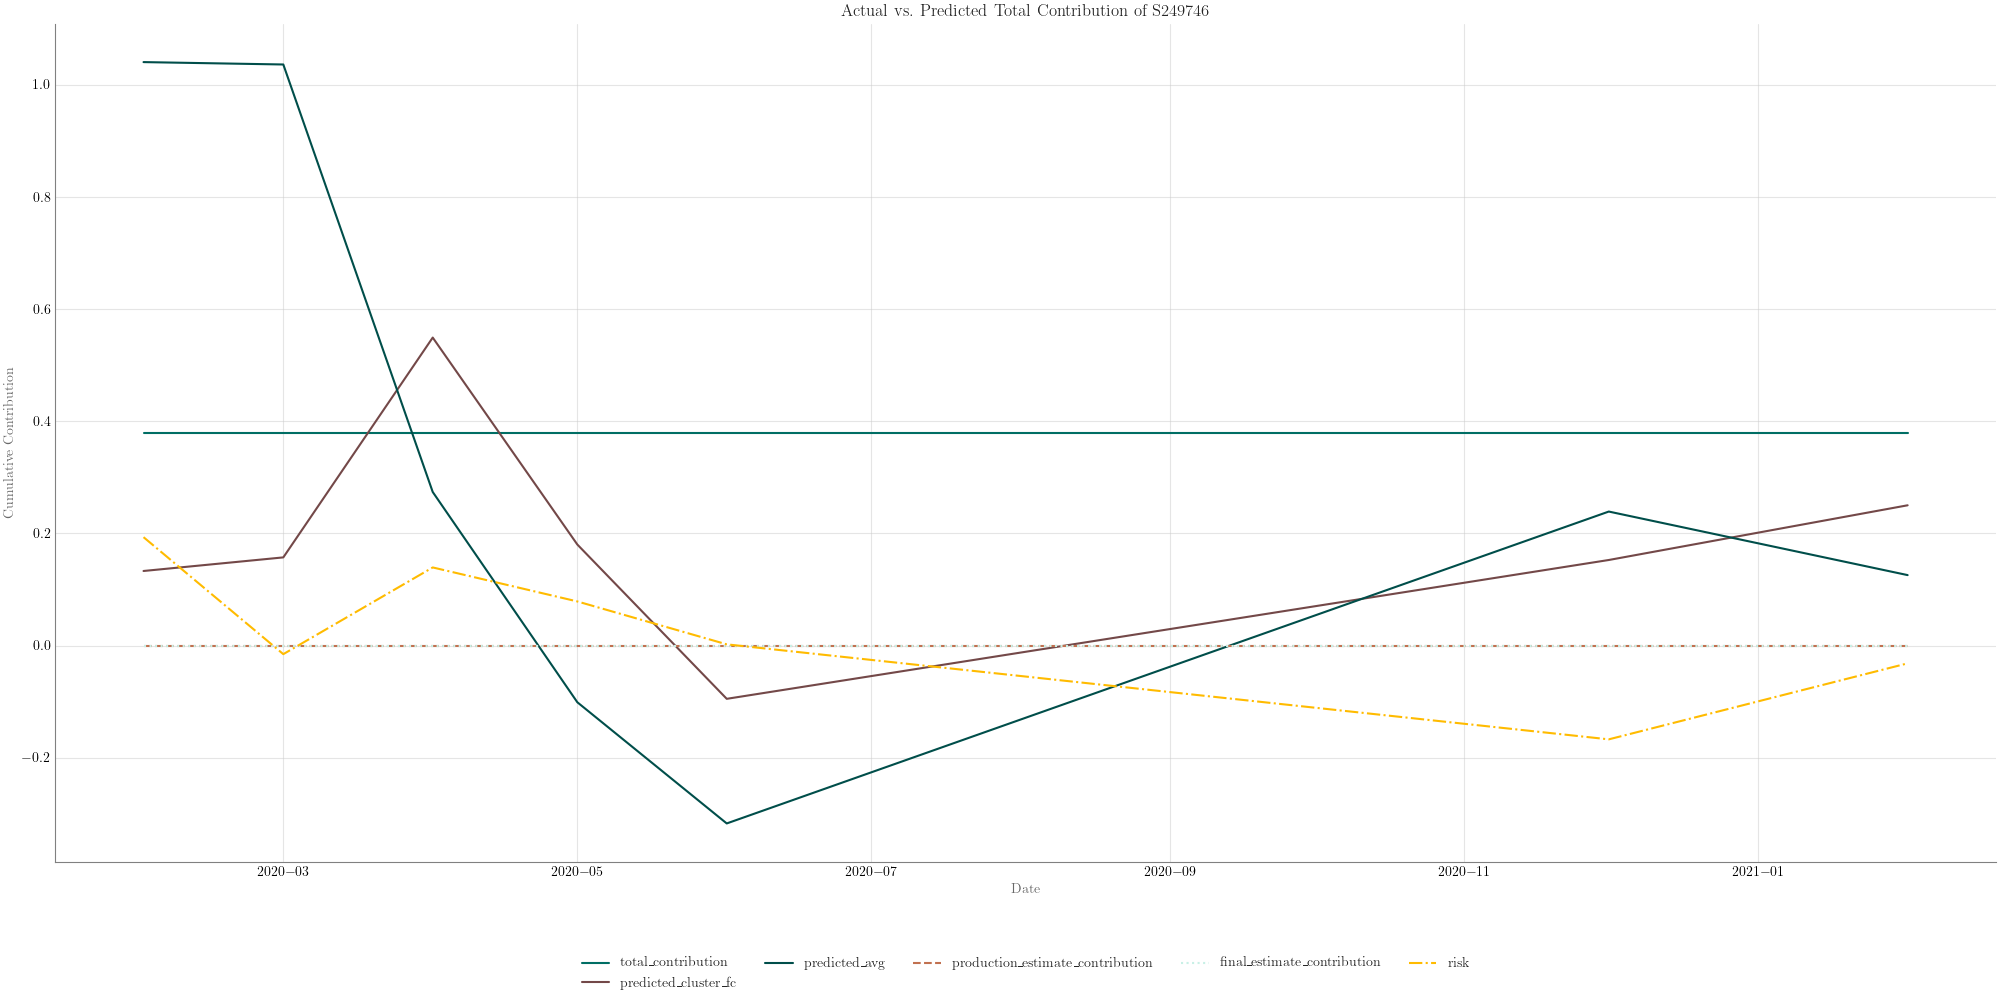 Actual vs. Predicted Total Contribution of S249746
1.0
0.8
0.6
0.4
0.2
0.0
−0.2
Cumulative Contribution
2020−03 2020−05 2020−07 2020−09 2020−11 2021−01
Date
total_contribution predicted_avg production_estimate_contribution final_estimate_contribution risk
predicted_cluster_fc